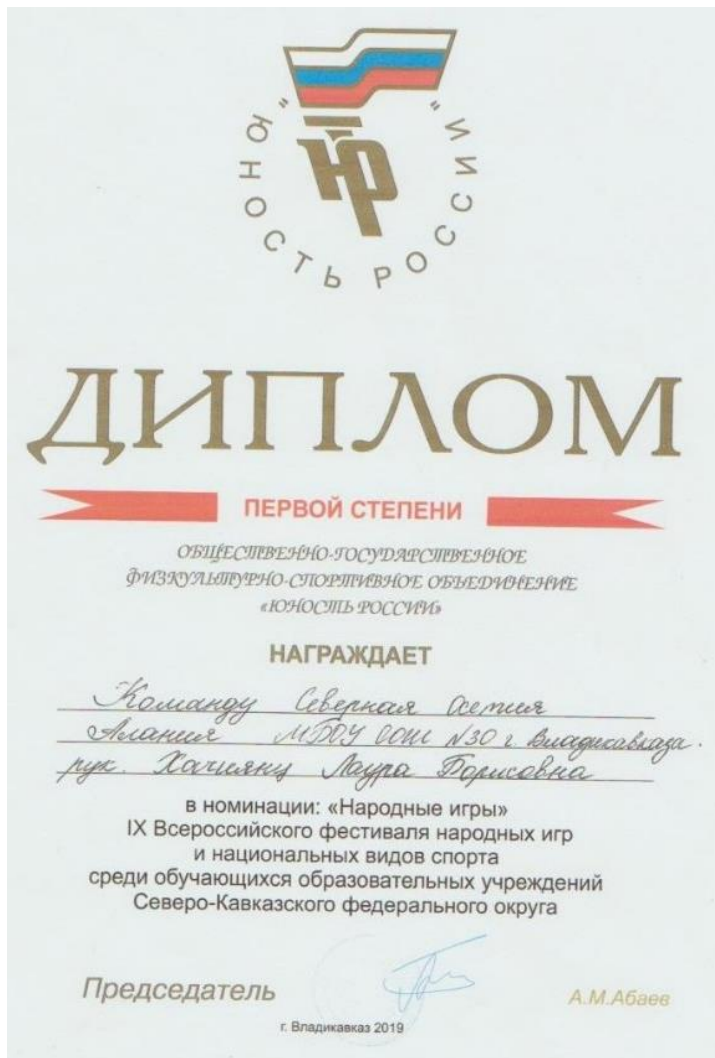 "ЮНОСТЬ РОССИИ"
ЮР
ДИПЛОМ
ПЕРВОЙ СТЕПЕНИ
ОБЩЕСТВЕННО-ГОСУДАРСТВЕННОЕ
ФИЗКУЛЬТУРНО-СПОРТИВНОЕ ОБЪЕДИНЕНИЕ
«ЮНОСТЬ РОССИИ»
НАГРАЖДАЕТ
Команду Северная Осетия
Алания МБОУ СОШ №30 г. Владикавказа.
рук. Хачиянц Лаура Борисовна
в номинации: «Народные игры»
IX Всероссийского фестиваля народных игр
и национальных видов спорта
среди обучающихся образовательных учреждений
Северо-Кавказского федерального округа
Председатель
А.М.Абаев
г. Владикавказ 2019